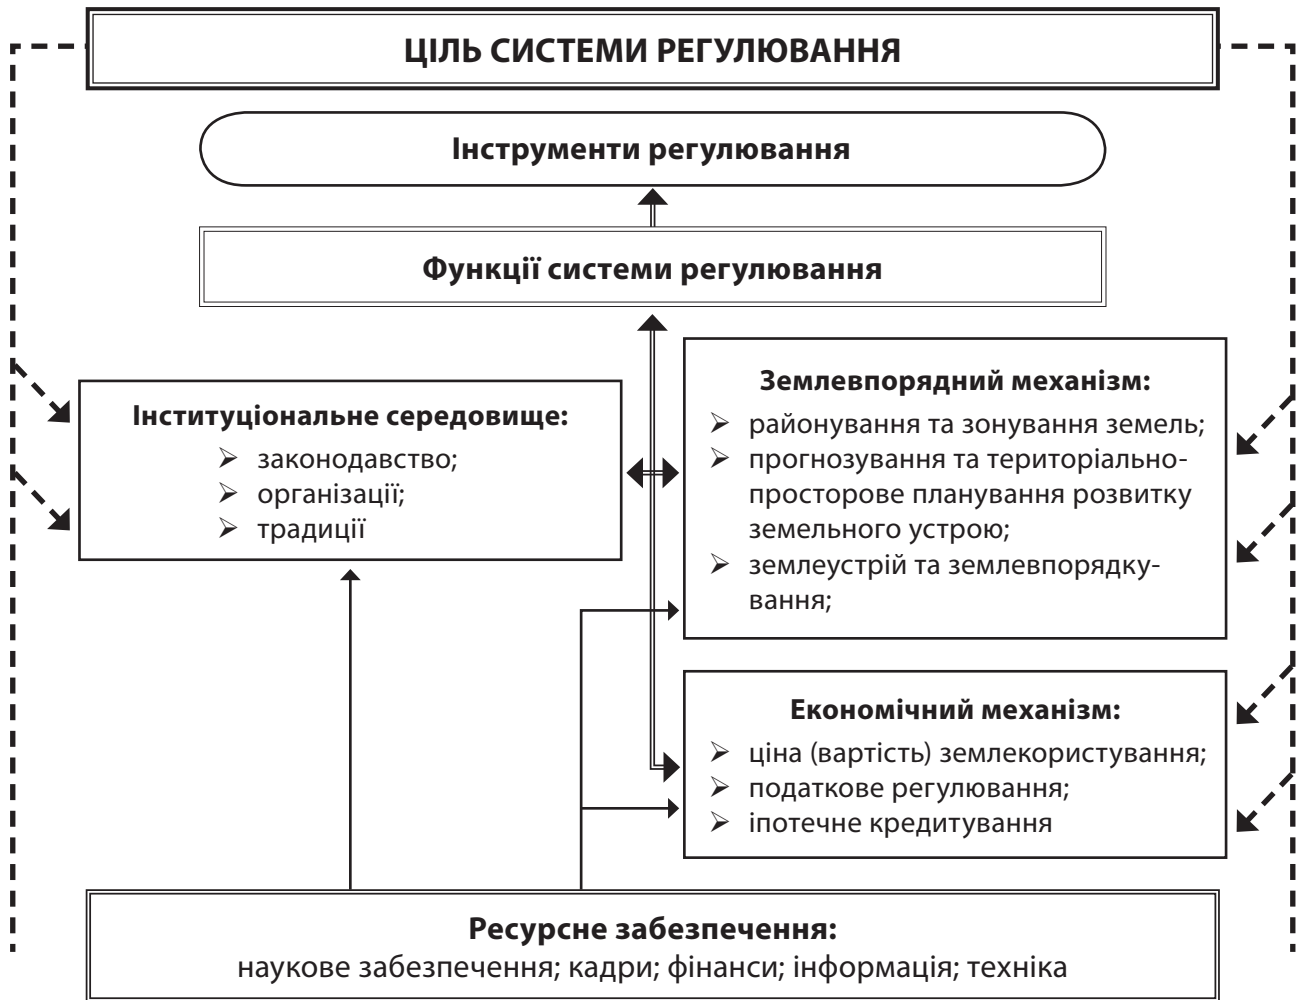 ЦІЛЬ СИСТЕМИ РЕГУЛЮВАННЯ
Інструменти регулювання
Функції системи регулювання
Інституціональне середовище:
➢ законодавство;
➢ організації;
➢ традиції
Землевпорядний механізм:
➢ районування та зонування земель;
➢ прогнозування та територіально-
просторове планування розвитку
земельного устрою;
➢ землеустрій та землевпорядку-
вання;
Економічний механізм:
➢ ціна (вартість) землекористування;
➢ податкове регулювання;
➢ іпотечне кредитування
Ресурсне забезпечення:
наукове забезпечення; кадри; фінанси; інформація; техніка